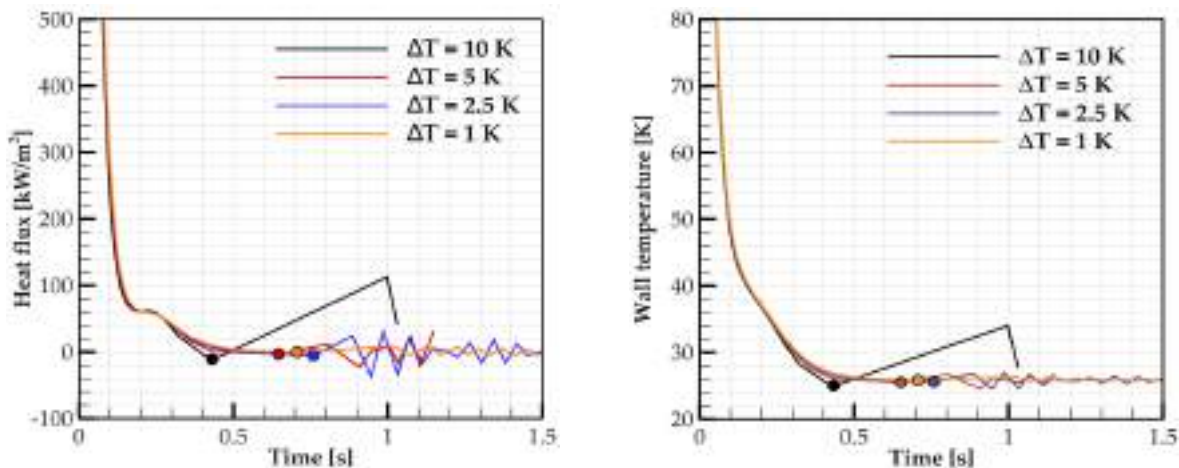 500
400
300
200
100
0
-100
Heat flux [kW/m²]
ΔT = 10 K
ΔT = 5 K
ΔT = 2.5 K
ΔT = 1 K
0
0.5
1
1.5
Time [s]
80
70
60
50
40
30
20
Wall temperature [K]
ΔT = 10 K
ΔT = 5 K
ΔT = 2.5 K
ΔT = 1 K
0
0.5
1
1.5
Time [s]